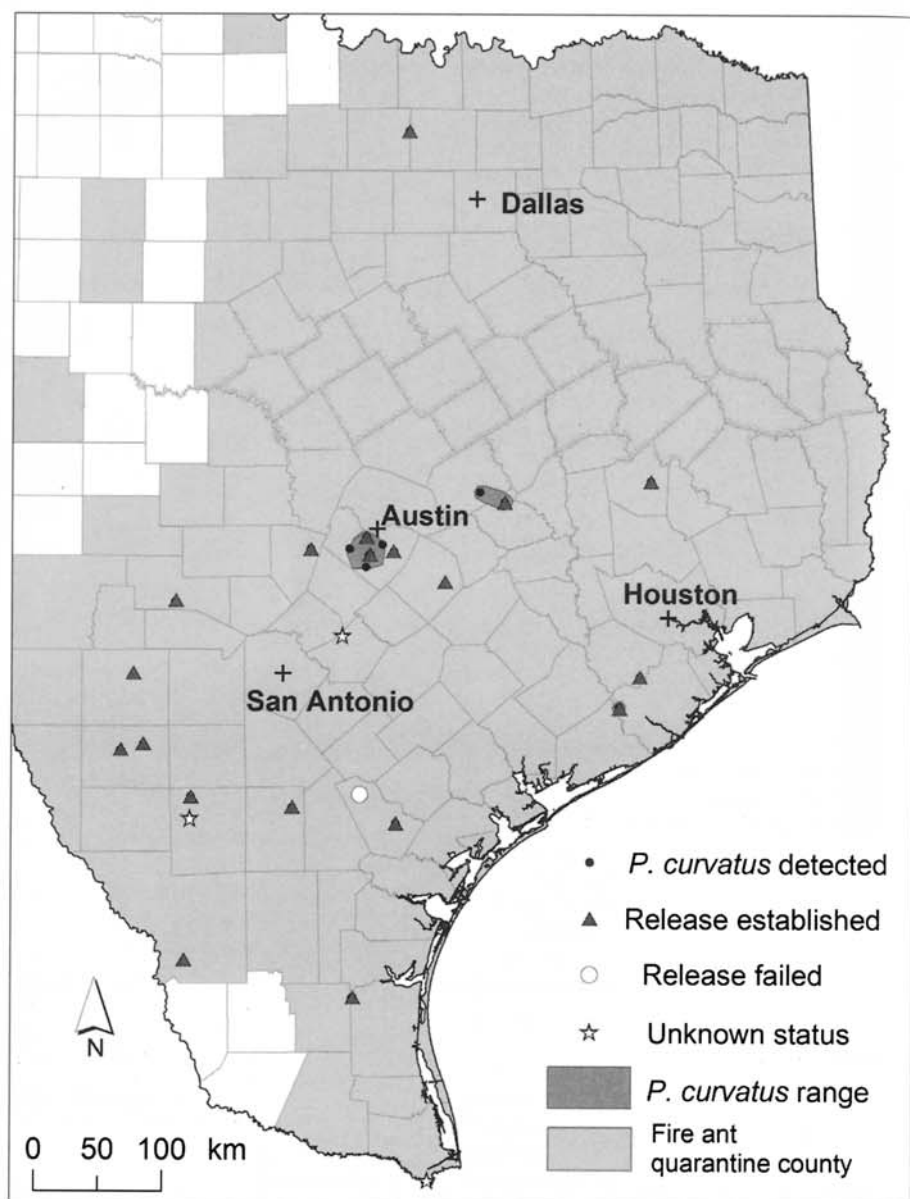 Dallas
Austin
Houston
San Antonio
P. curvatus detected
Release established
Release failed
Unknown status
P. curvatus range
Fire ant
quarantine county
N
0 50 100 km